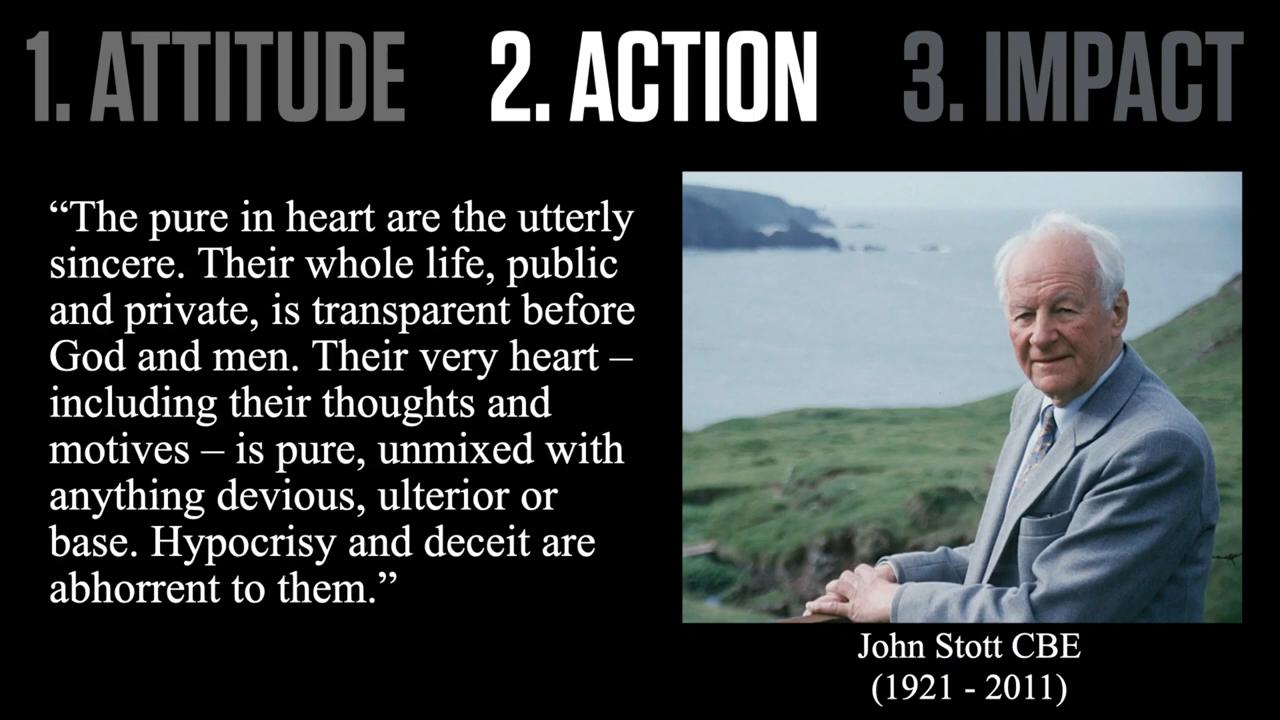 1. ATTITUDE 2. ACTION 3. IMPACT
“The pure in heart are the utterly
sincere. Their whole life, public
and private, is transparent before
God and men. Their very heart –
including their thoughts and
motives – is pure, unmixed with
anything devious, ulterior or
base. Hypocrisy and deceit are
abhorrent to them.”
John Stott CBE
(1921 - 2011)